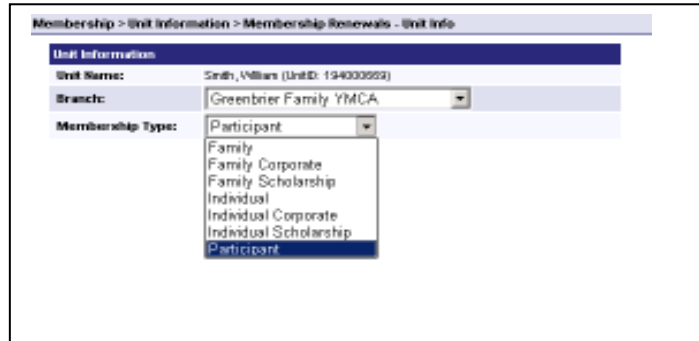 Membership > Unit Information > Membership Renewals - Unit Info
Unit Information
Unit Name: Smith, William (UnitID: 194000669)
Branch: Greenbrier Family YMCA
Membership Type: Participant
Family
Family Corporate
Family Scholarship
Individual
Individual Corporate
Individual Scholarship
Participant